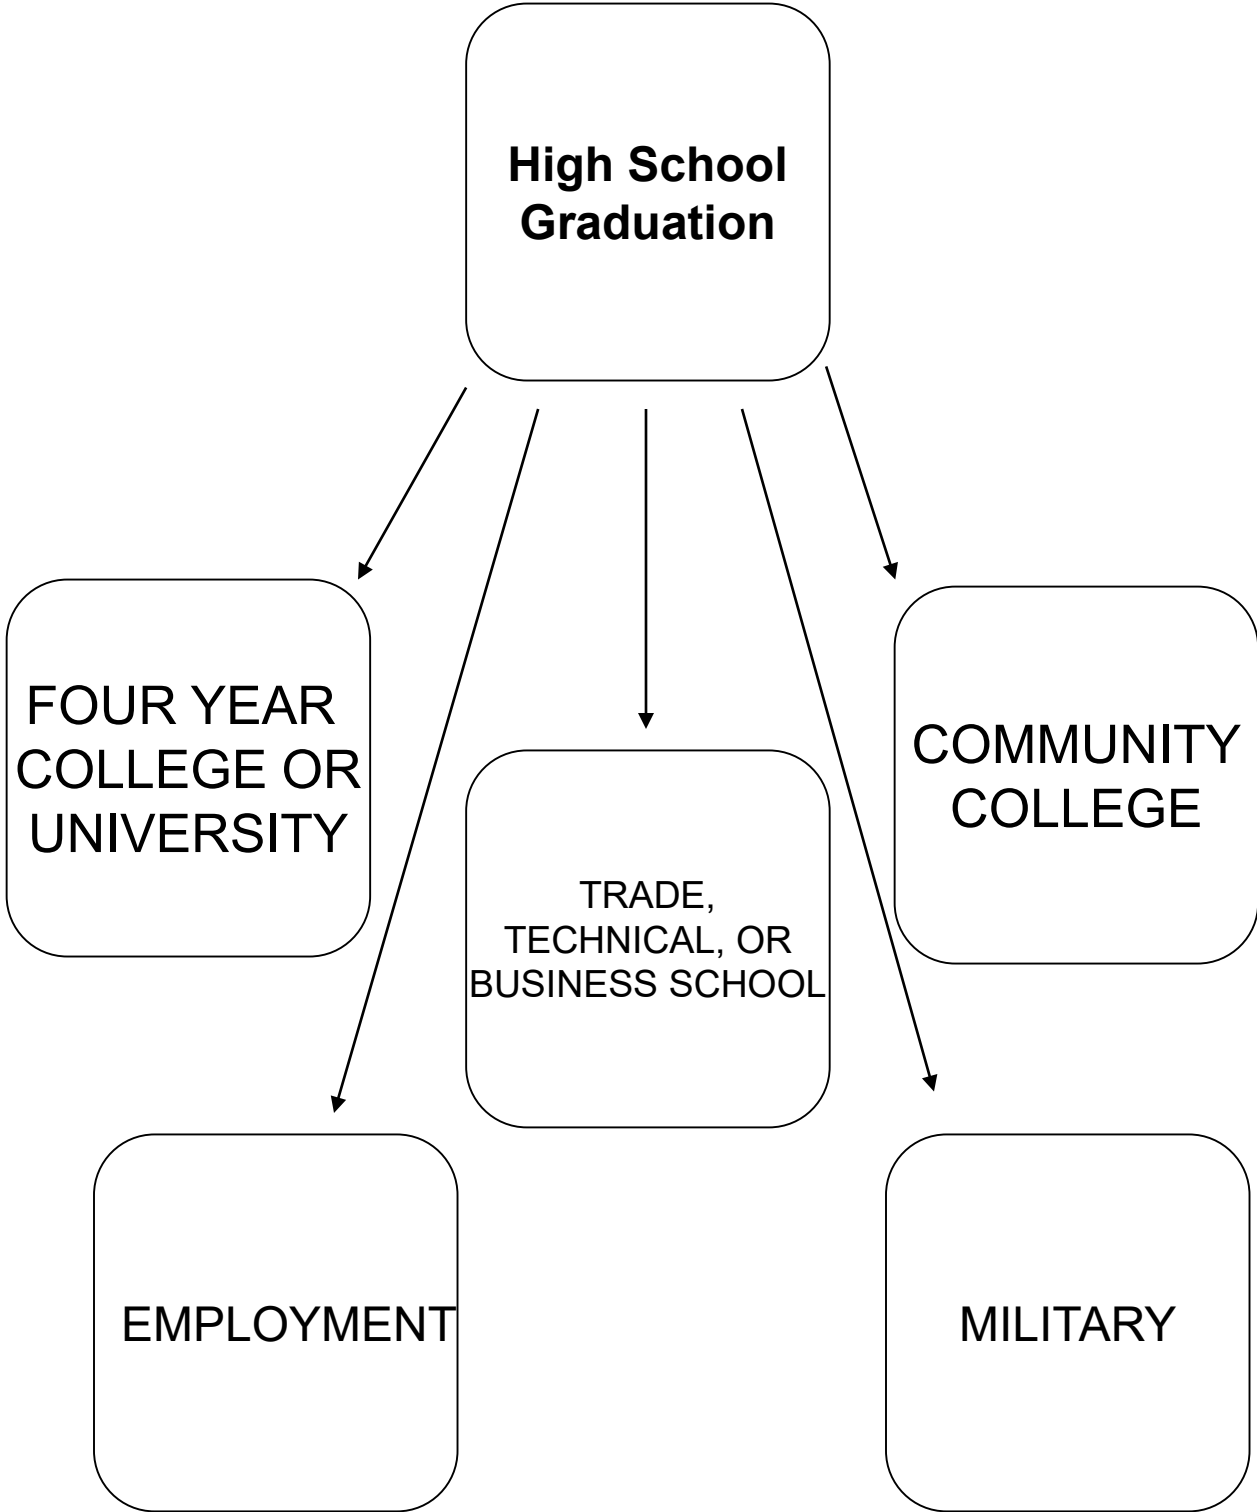 High School
Graduation
FOUR YEAR
COLLEGE OR
UNIVERSITY
COMMUNITY
COLLEGE
TRADE,
TECHNICAL, OR
BUSINESS SCHOOL
EMPLOYMENT
MILITARY